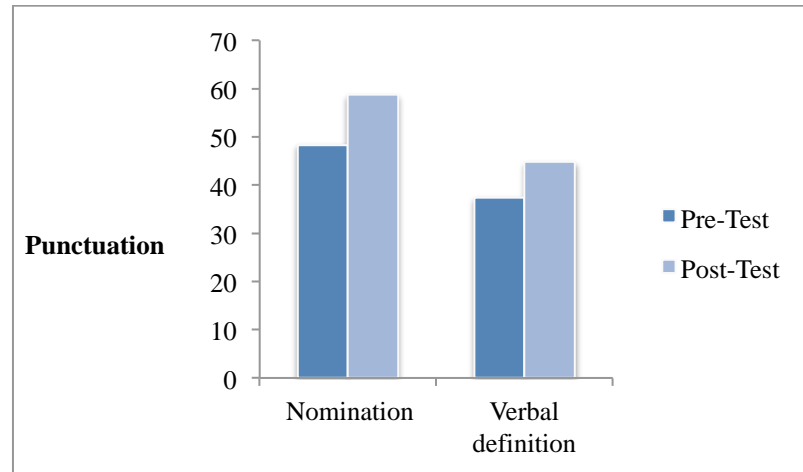 70
60
50
40
30
20
10
0
Punctuation
Nomination
Verbal
definition
Pre-Test
Post-Test